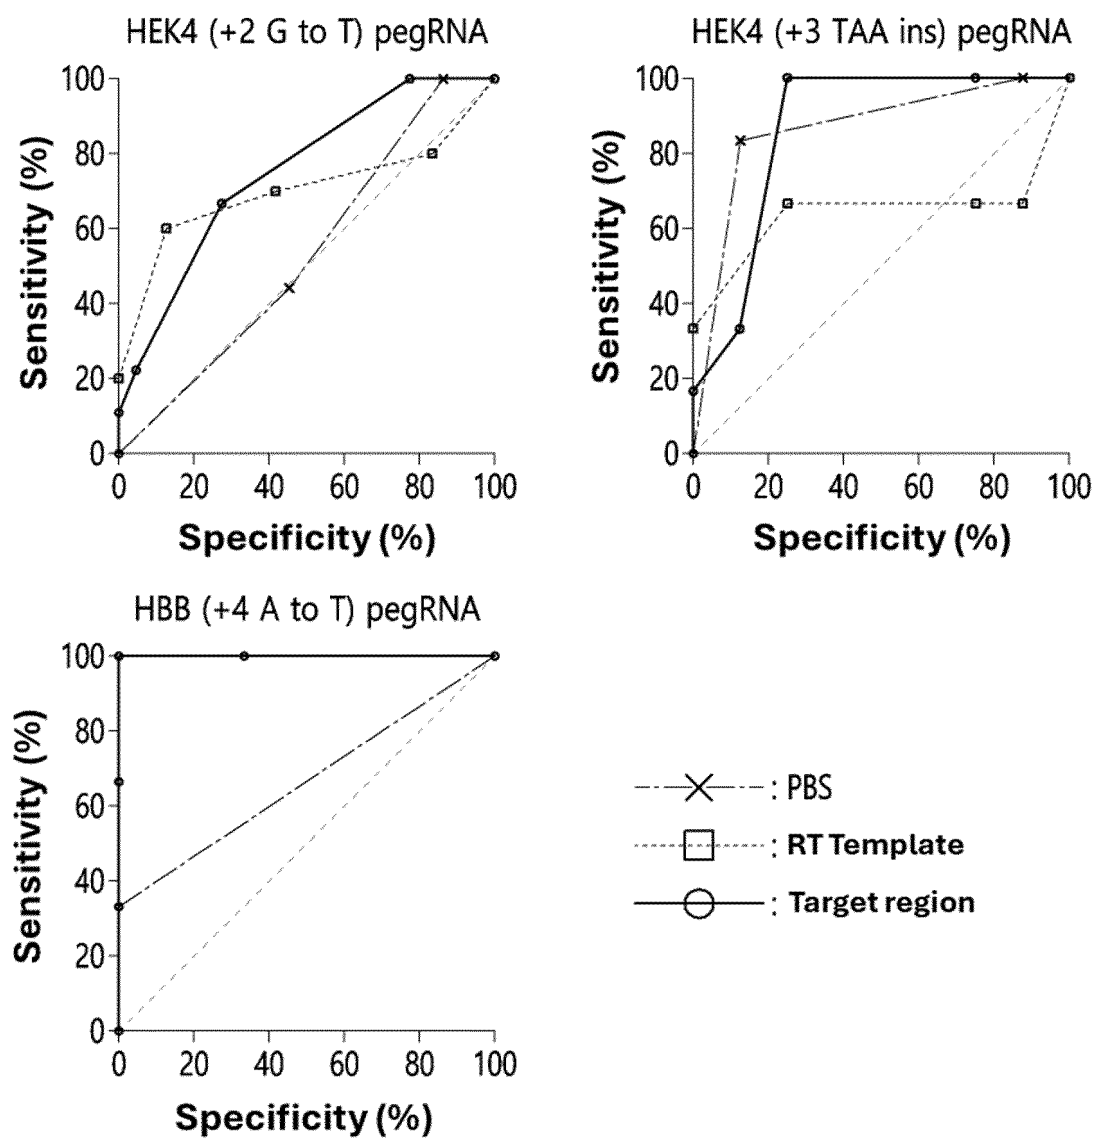 HEK4 (+2 G to T) pegRNA
100
80
60
40
20
0
Sensitivity (%)
0 20 40 60 80 100
Specificity (%)
HEK4 (+3 TAA ins) pegRNA
100
80
60
40
20
0
Sensitivity (%)
0 20 40 60 80 100
Specificity (%)
HBB (+4 A to T) pegRNA
100
80
60
40
20
0
Sensitivity (%)
0 20 40 60 80 100
Specificity (%)
: PBS
: RT Template
: Target region